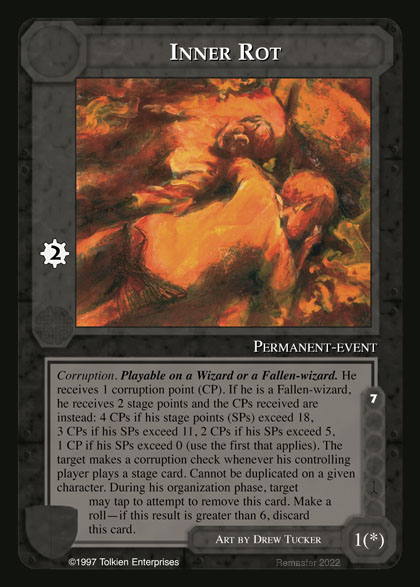 INNER ROT
2
PERMANENT-EVENT
Corruption. Playable on a Wizard or a Fallen-wizard. He
receives 1 corruption point (CP). If he is a Fallen-wizard,
he receives 2 stage points and the CPs received are
instead: 4 CPs if his stage points (SPs) exceed 18,
3 CPs if his SPs exceed 11, 2 CPs if his SPs exceed 5,
1 CP if his SPs exceed 0 (use the first that applies). The
target makes a corruption check whenever his controlling
player plays a stage card. Cannot be duplicated on a given
character. During his organization phase, target
may tap to attempt to remove this card. Make a
roll—if this result is greater than 6, discard
this card.
7
ART BY DREW TUCKER
1(*)
©1997 Tolkien Enterprises
Remaster 2022